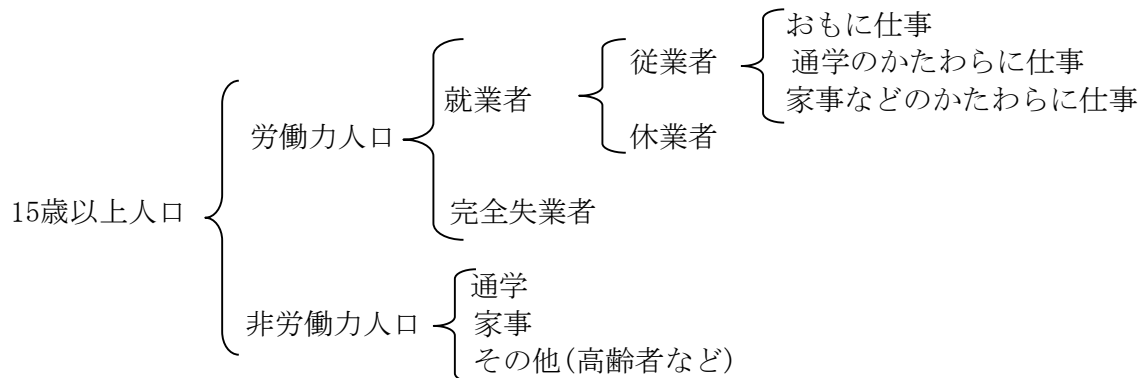 おもに仕事
従業者
通学のかたわらに仕事
家事などのかたわらに仕事
就業者
労働力人口
休業者
15歳以上人口
完全失業者
通学
非労働力人口
家事
その他(高齢者など)